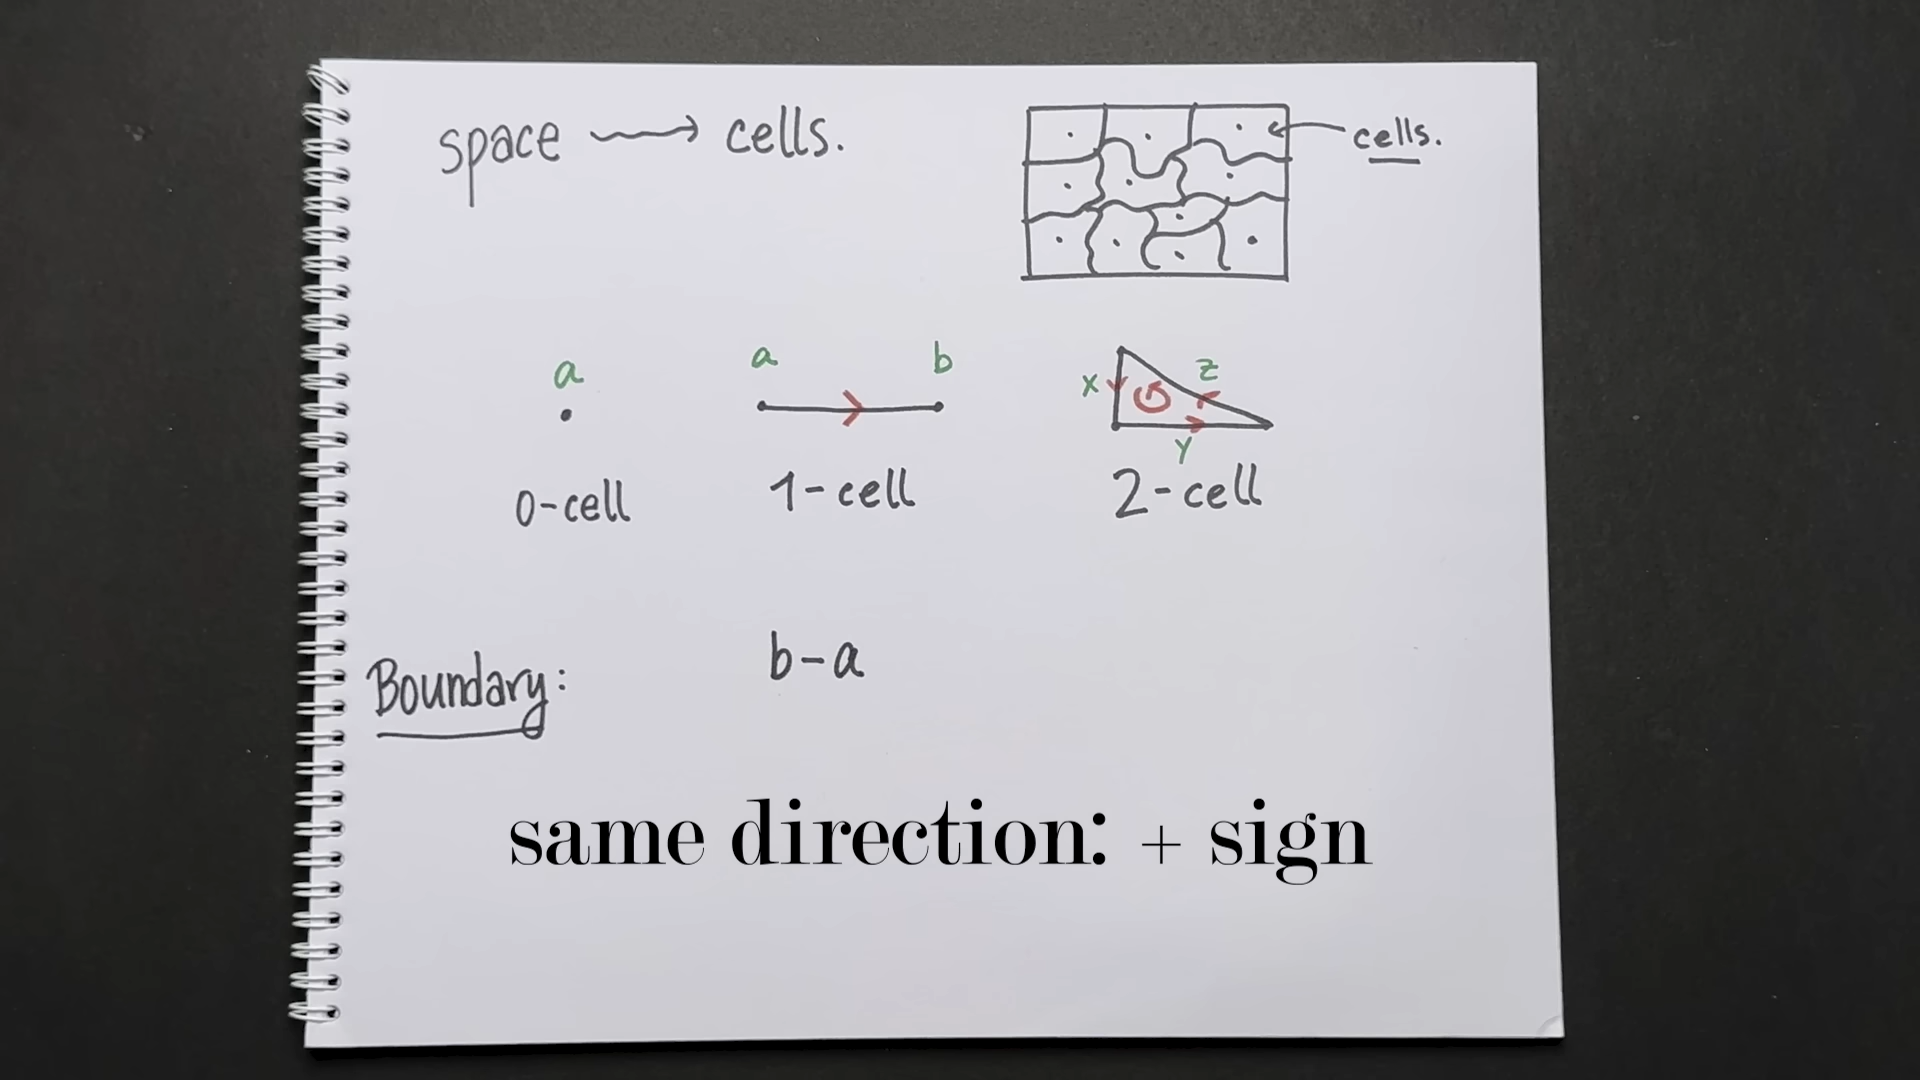 space → cells.
cells.
a
a b
x z
y
0-cell 1-cell 2-cell
b-a
Boundary:
same direction: + sign